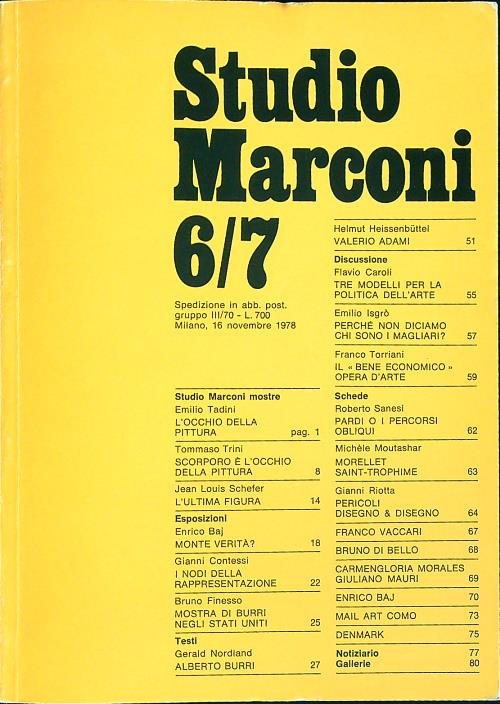 Studio
Marconi
6/7
Spedizione in abb. post.
gruppo III/70 - L. 700
Milano, 16 novembre 1978
Studio Marconi mostre
Emilio Tadini
L'OCCHIO DELLA
PITTURA pag. 1
Tommaso Trini
SCORPORO È L'OCCHIO
DELLA PITTURA 8
Jean Louis Schefer
L'ULTIMA FIGURA 14
Esposizioni
Enrico Baj
MONTE VERITÀ? 18
Gianni Contessi
I NODI DELLA
RAPPRESENTAZIONE 22
Bruno Finesso
MOSTRA DI BURRI
NEGLI STATI UNITI 25
Testi
Gerald Nordland
ALBERTO BURRI 27
Helmut Heissenbüttel
VALERIO ADAMI 51
Discussione
Flavio Caroli
TRE MODELLI PER LA
POLITICA DELL'ARTE 55
Emilio Isgrò
PERCHÉ NON DICIAMO
CHI SONO I MAGLIARI? 57
Franco Torriani
IL « BENE ECONOMICO »
OPERA D'ARTE 59
Schede
Roberto Sanesi
PARDI O I PERCORSI
OBLIQUI 62
Michèle Moutashar
MORELLET
SAINT-TROPHIME 63
Gianni Riotta
PERICOLI
DISEGNO & DISEGNO 64
FRANCO VACCARI 67
BRUNO DI BELLO 68
CARMENGLORIA MORALES
GIULIANO MAURI 69
ENRICO BAJ 70
MAIL ART COMO 73
DENMARK 75
Notiziario 77
Gallerie 80